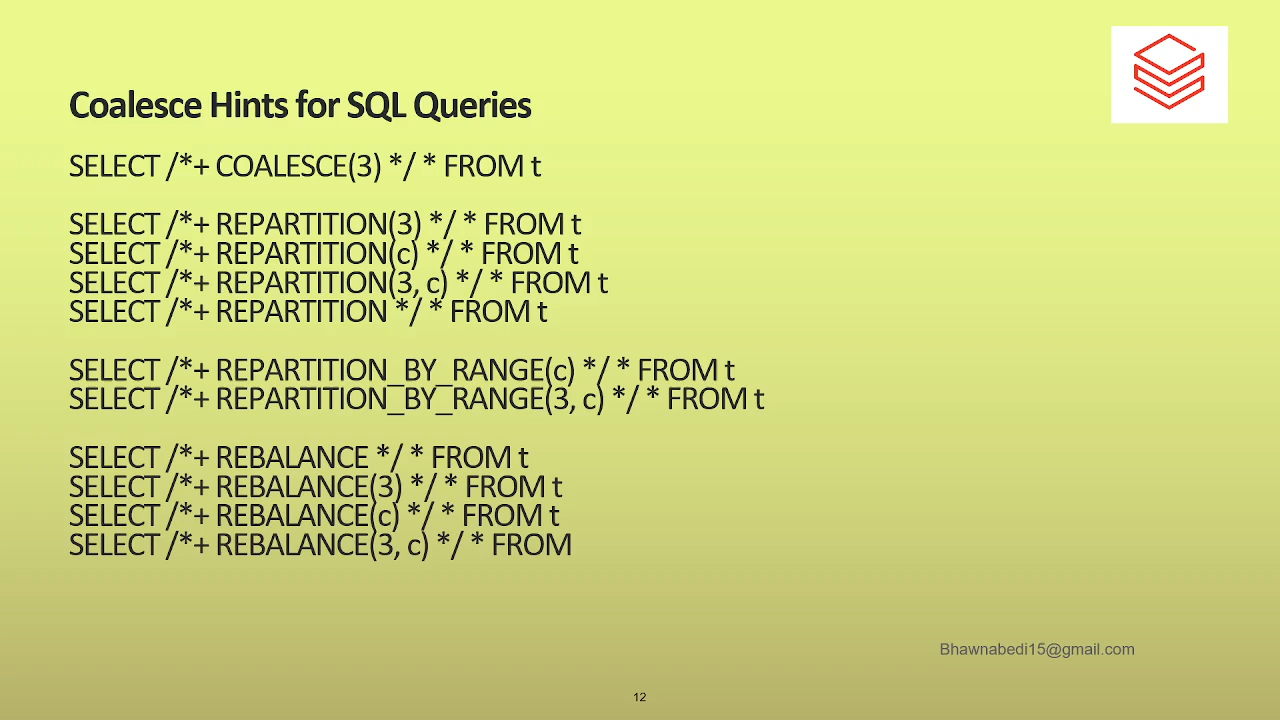 Coalesce Hints for SQL Queries
SELECT /*+ COALESCE(3) */ * FROM t
SELECT /*+ REPARTITION(3) */ * FROM t
SELECT /*+ REPARTITION(c) */ * FROM t
SELECT /*+ REPARTITION(3, c) */ * FROM t
SELECT /*+ REPARTITION */ * FROM t
SELECT /*+ REPARTITION_BY_RANGE(c) */ * FROM t
SELECT /*+ REPARTITION_BY_RANGE(3, c) */ * FROM t
SELECT /*+ REBALANCE */ * FROM t
SELECT /*+ REBALANCE(3) */ * FROM t
SELECT /*+ REBALANCE(c) */ * FROM t
SELECT /*+ REBALANCE(3, c) */ * FROM
Bhawnabedi15@gmail.com
12